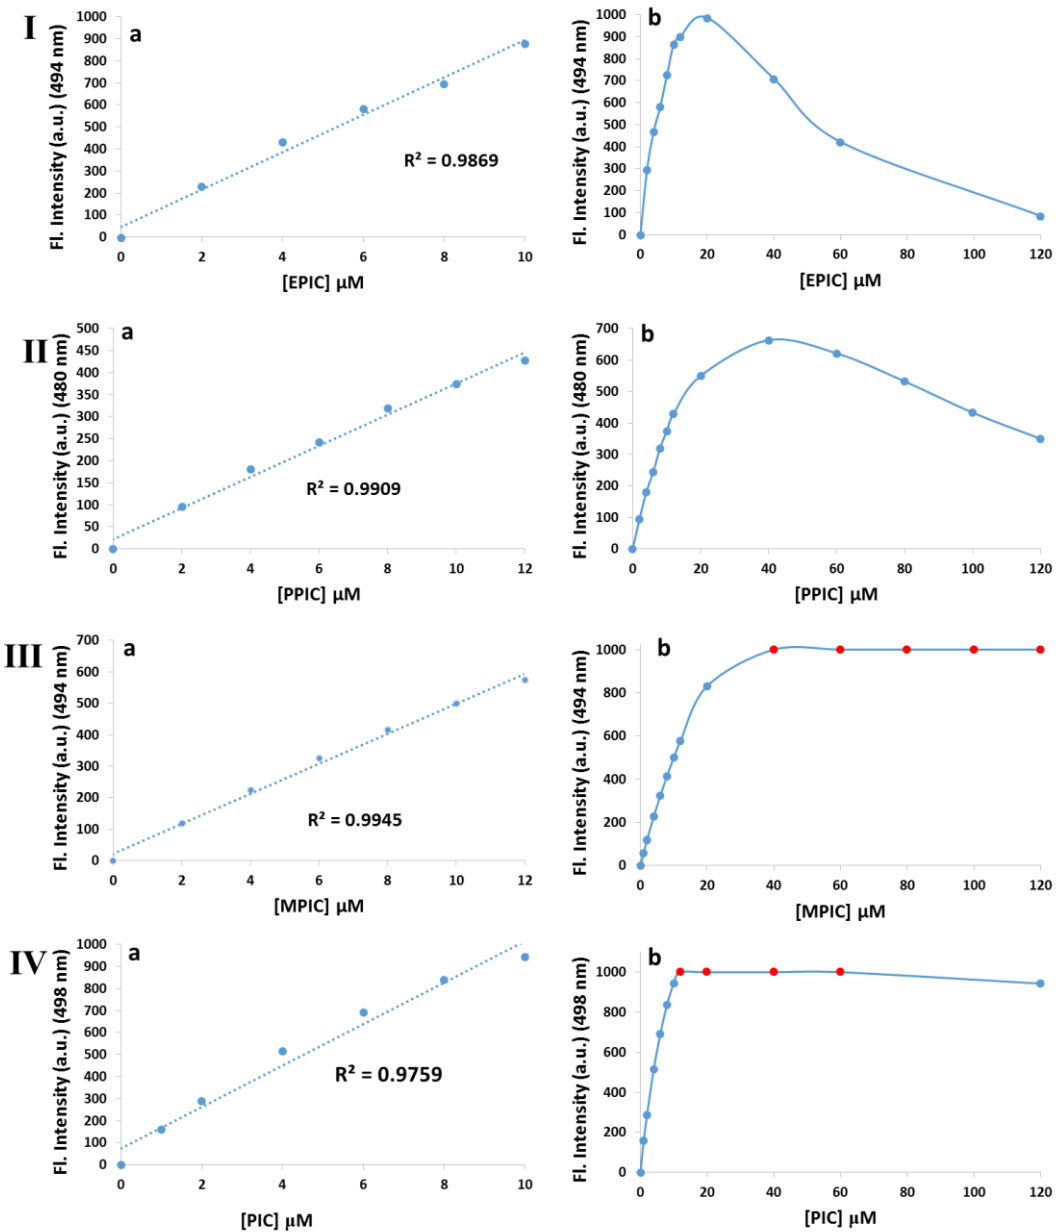 I
a
Fl. Intensity (a.u.) (494 nm)
1000
900
800
700
600
500
400
300
200
100
0
R² = 0.9869
0 2 4 6 8 10
[EPIC] µM
b
Fl. Intensity (a.u.) (494 nm)
1000
900
800
700
600
500
400
300
200
100
0
0 20 40 60 80 100 120
[EPIC] µM
II
a
Fl. Intensity (a.u.) (480 nm)
500
450
400
350
300
250
200
150
100
50
0
R² = 0.9909
0 2 4 6 8 10 12
[PPIC] µM
b
Fl. Intensity (a.u.) (480 nm)
700
600
500
400
300
200
100
0
0 20 40 60 80 100 120
[PPIC] µM
III
a
Fl. Intensity (a.u.) (494 nm)
700
600
500
400
300
200
100
0
R² = 0.9945
0 2 4 6 8 10 12
[MPIC] µM
b
Fl. Intensity (a.u.) (494 nm)
1000
800
600
400
200
0
0 20 40 60 80 100 120
[MPIC] µM
IV
a
Fl. Intensity (a.u.) (498 nm)
1000
900
800
700
600
500
400
300
200
100
0
R² = 0.9759
0 2 4 6 8 10
[PIC] µM
b
Fl. Intensity (a.u.) (498 nm)
1000
800
600
400
200
0
0 20 40 60 80 100 120
[PIC] µM